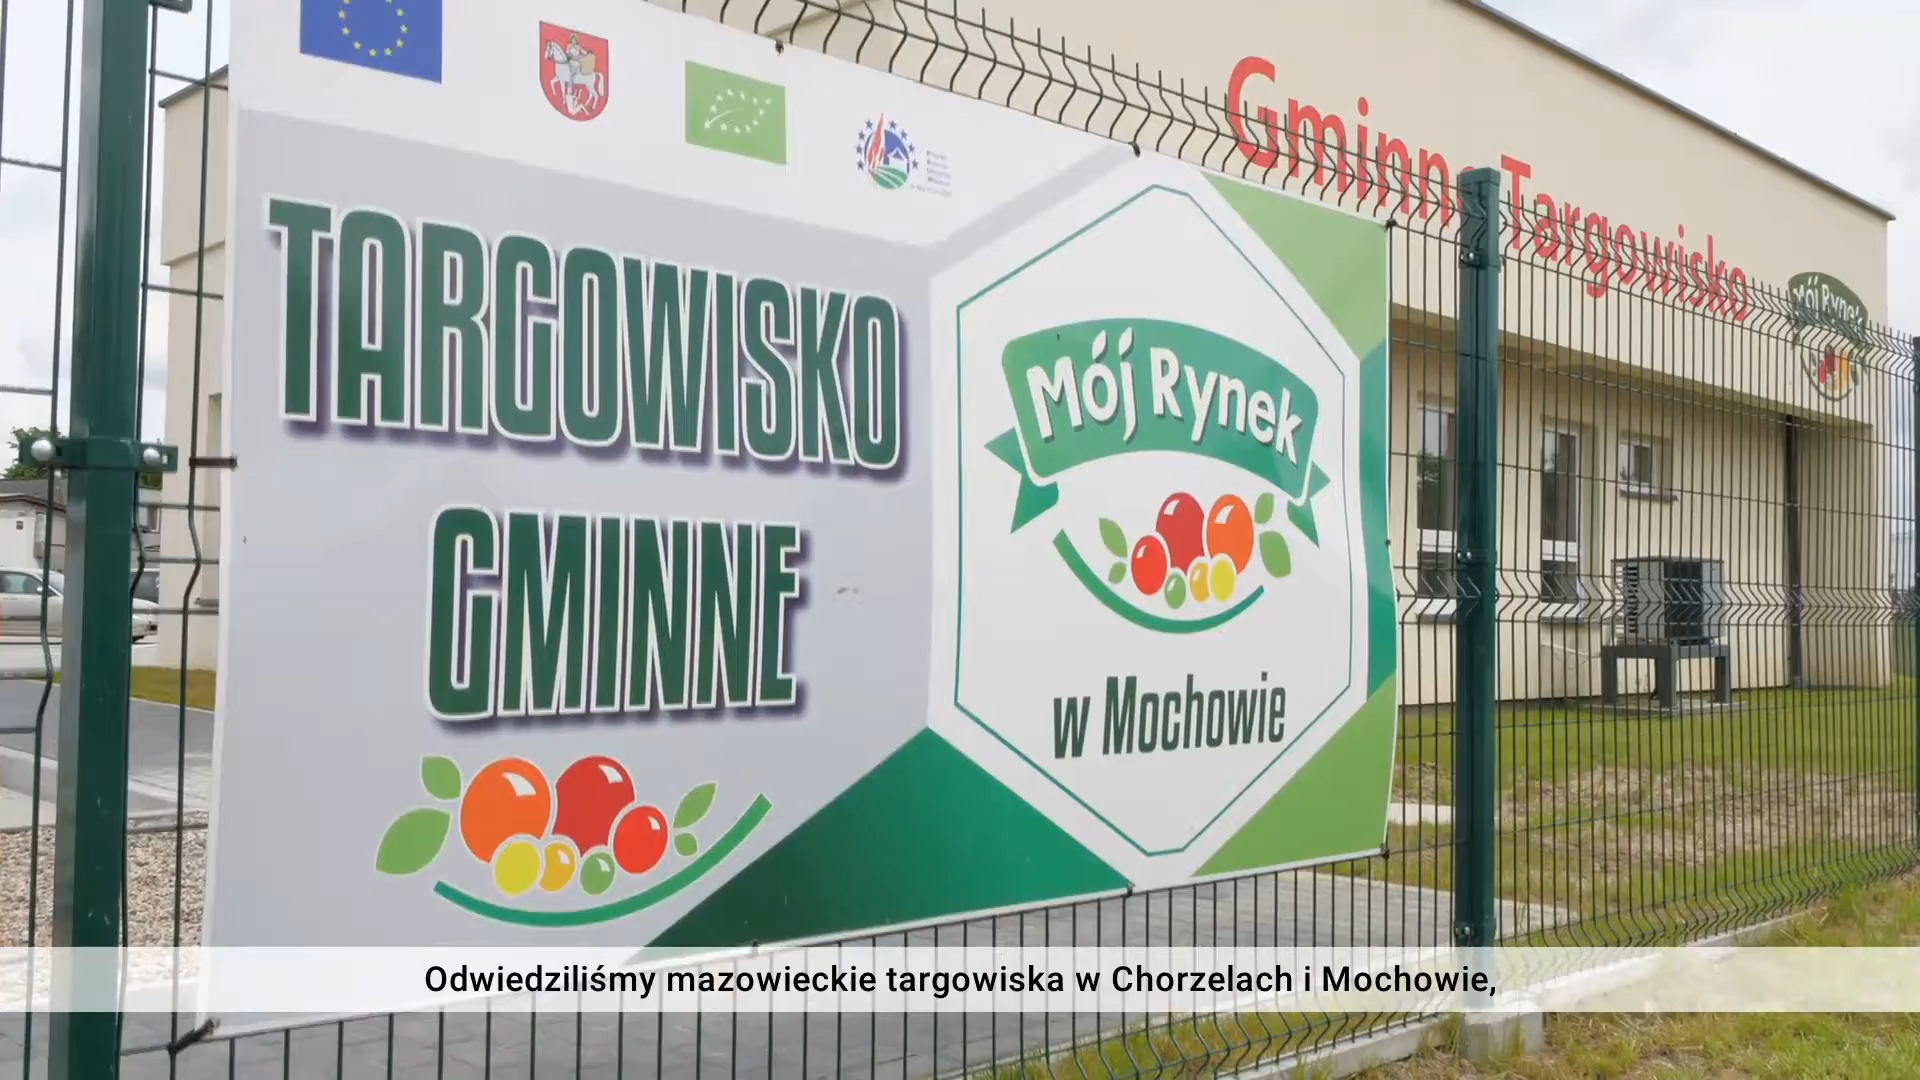 Gminne Targowisko
Mój Rynek
TARGOWISKO
GMINNE
Mój Rynek
w Mochowie
Odwiedziliśmy mazowieckie targowiska w Chorzelach i Mochowie,